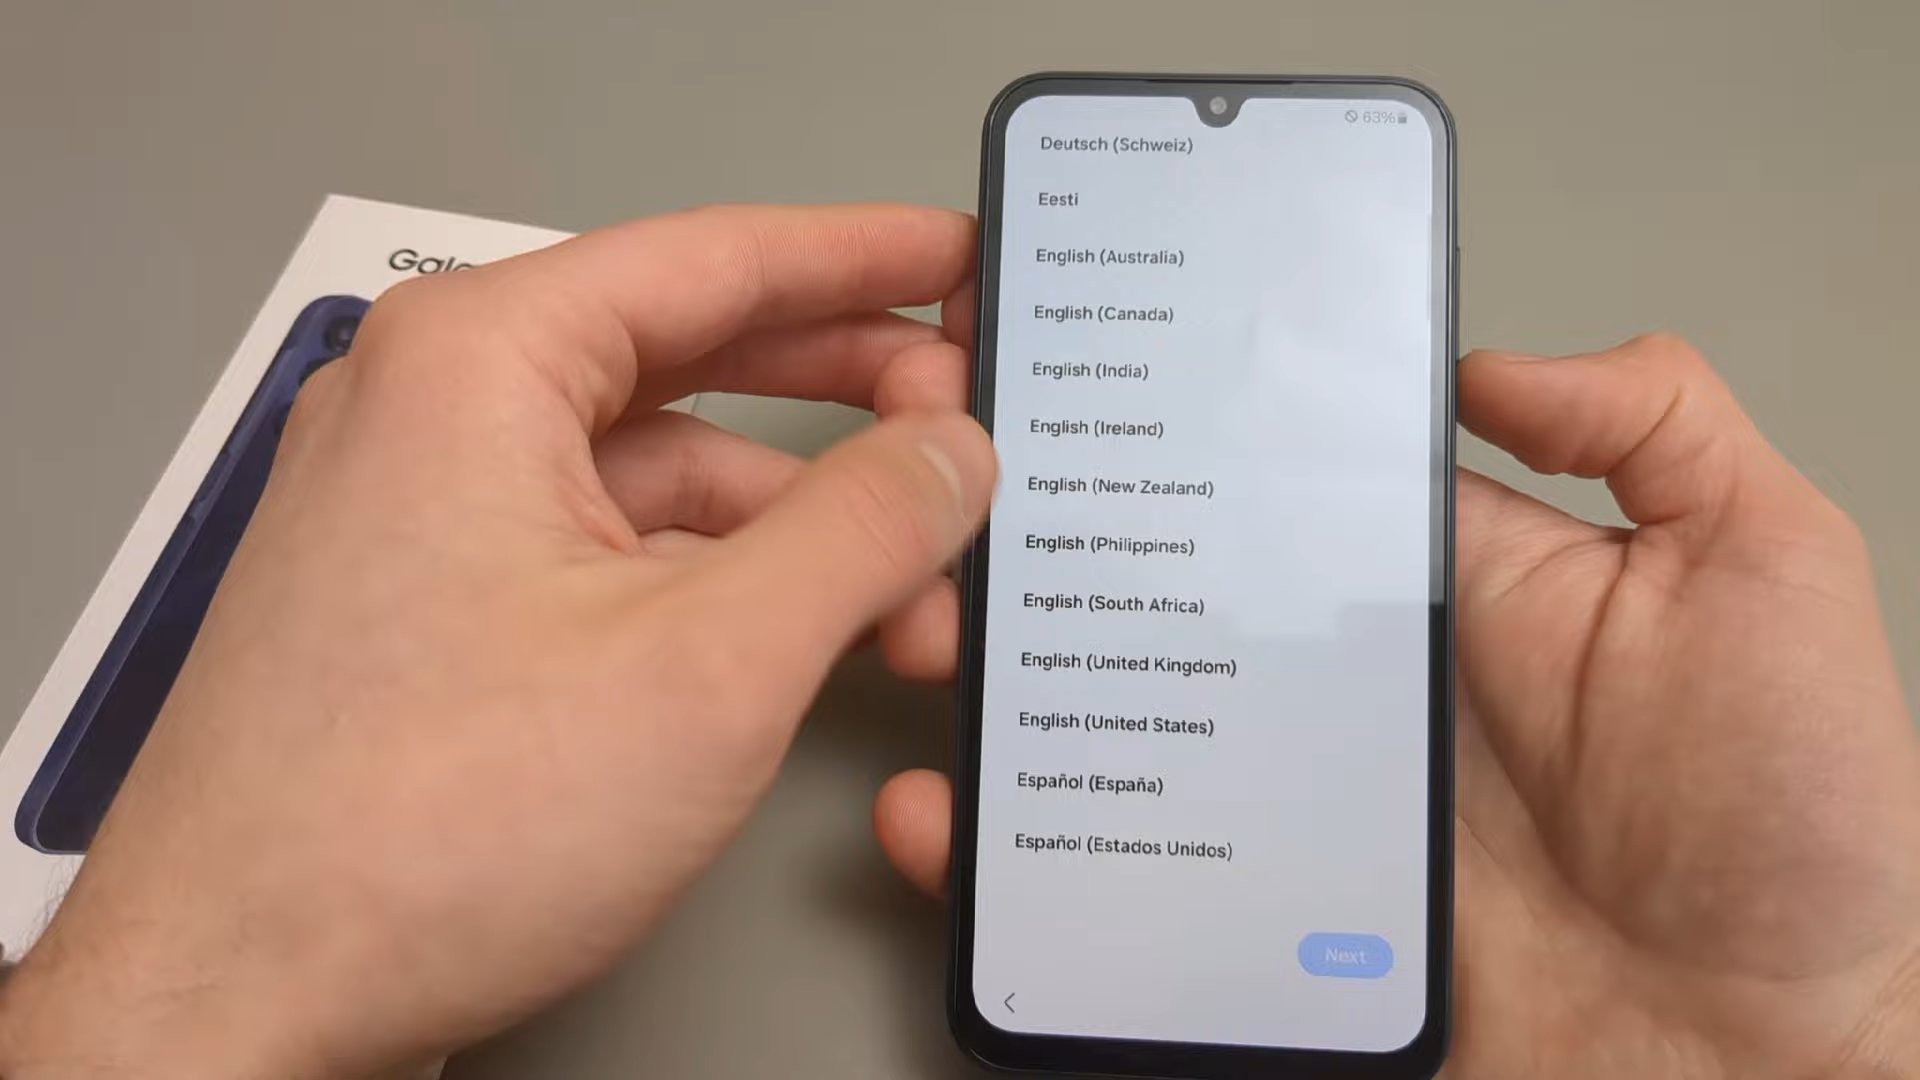 63%
Deutsch (Schweiz)
Eesti
English (Australia)
English (Canada)
English (India)
English (Ireland)
English (New Zealand)
English (Philippines)
English (South Africa)
English (United Kingdom)
English (United States)
Español (España)
Español (Estados Unidos)
Next